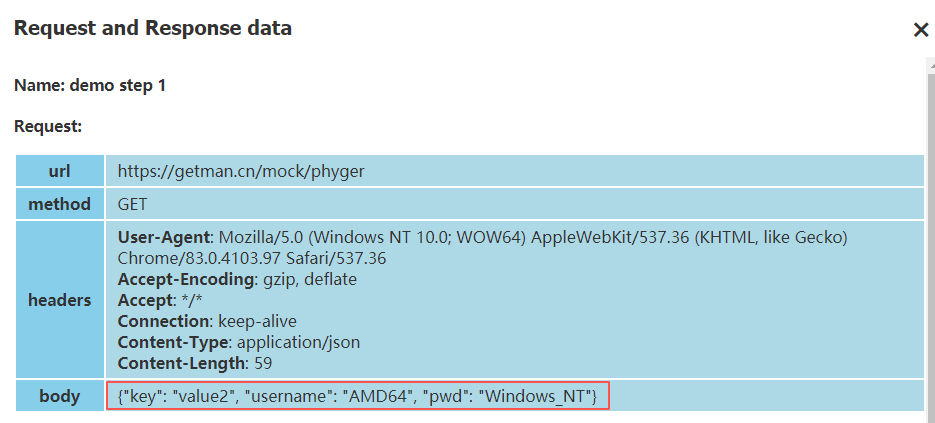 Request and Response data
Name: demo step 1
Request:
url https://getman.cn/mock/phyger
method GET
headers User-Agent: Mozilla/5.0 (Windows NT 10.0; WOW64) AppleWebKit/537.36 (KHTML, like Gecko)
Chrome/83.0.4103.97 Safari/537.36
Accept-Encoding: gzip, deflate
Accept: */*
Connection: keep-alive
Content-Type: application/json
Content-Length: 59
body {"key": "value2", "username": "AMD64", "pwd": "Windows_NT"}